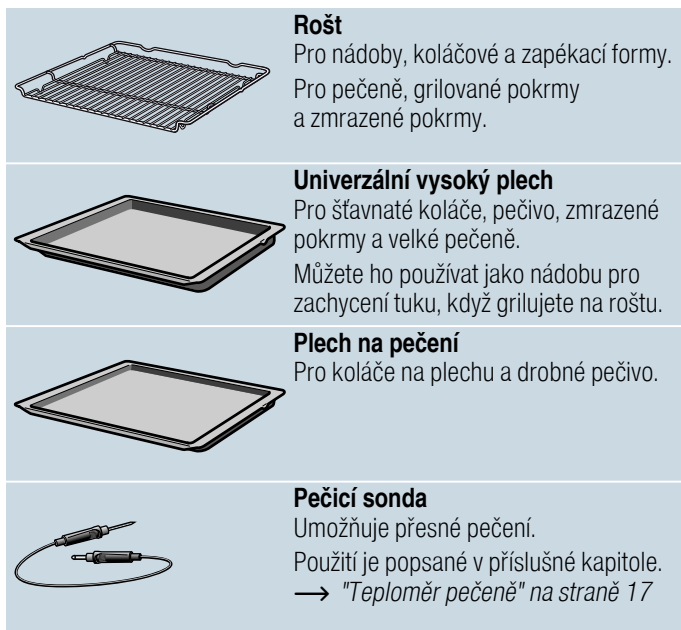 Rošt
Pro nádoby, koláčové a zapékací formy.
Pro pečeně, grilované pokrmy
a zmrazené pokrmy.
Univerzální vysoký plech
Pro šťavnaté koláče, pečivo, zmrazené
pokrmy a velké pečeně.
Můžete ho používat jako nádobu pro
zachycení tuku, když grilujete na roštu.
Plech na pečení
Pro koláče na plechu a drobné pečivo.
Pečicí sonda
Umožňuje přesné pečení.
Použití je popsané v příslušné kapitole.
→ "Teploměr pečeně" na straně 17